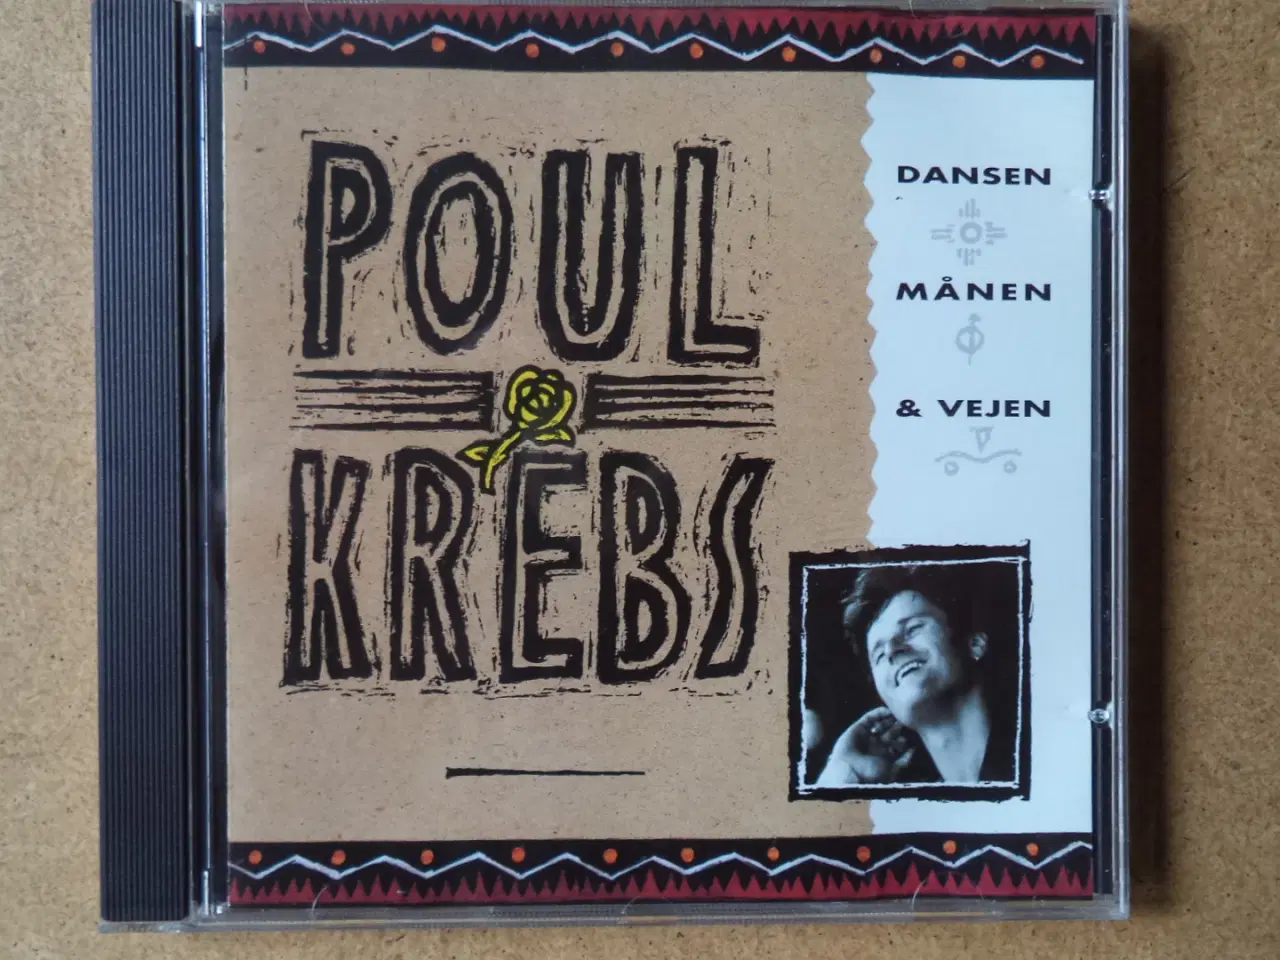 POUL
KREBS
DANSEN
MÅNEN
& VEJEN